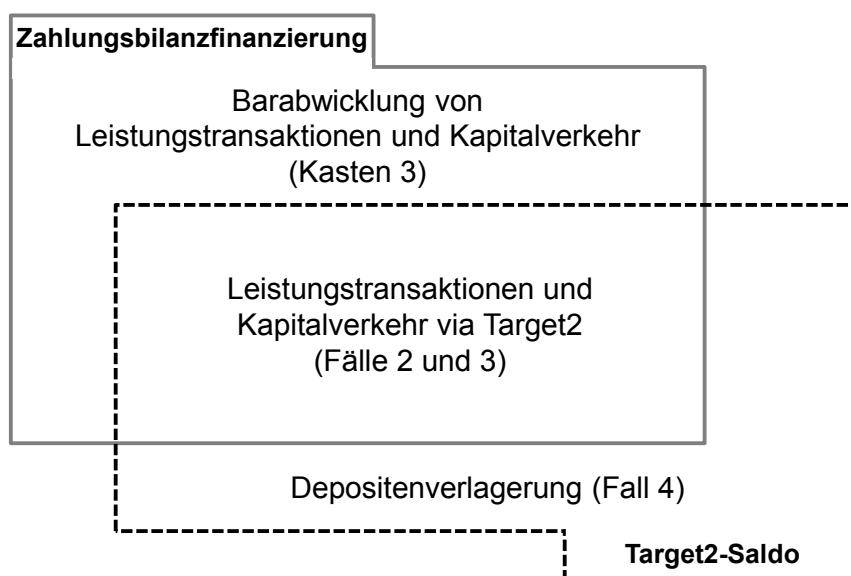 Zahlungsbilanzfinanzierung
Barabwicklung von
Leistungstransaktionen und Kapitalverkehr
(Kasten 3)
Leistungstransaktionen und
Kapitalverkehr via Target2
(Fälle 2 und 3)
Depositenverlagerung (Fall 4)
Target2-Saldo